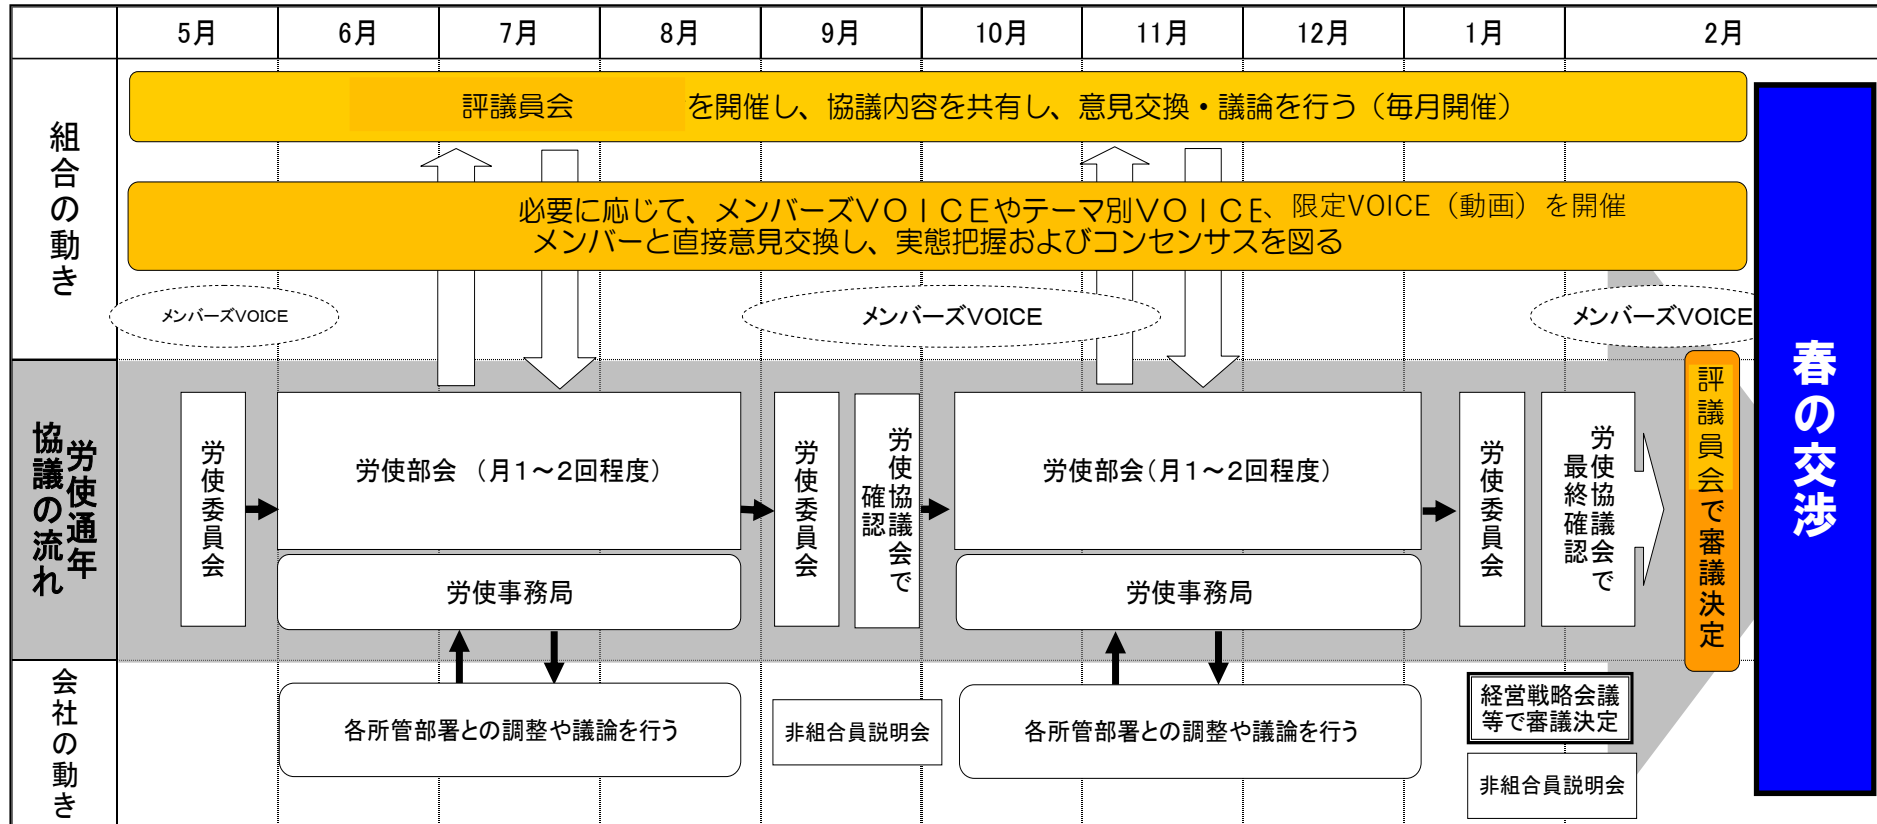 5月
6月
7月
8月
9月
10月
11月
12月
1月
2月
組合の動き
評議員会 を開催し、協議内容を共有し、意見交換・議論を行う（毎月開催）
必要に応じて、メンバーズVOICEやテーマ別VOICE、限定VOICE（動画）を開催
メンバーと直接意見交換し、実態把握およびコンセンサスを図る
メンバーズVOICE
メンバーズVOICE
メンバーズVOICE
労使通年
協議の流れ
労使委員会
労使部会 （月1～2回程度）
労使事務局
労使委員会
労使協議会で
確認
労使部会（月1～2回程度）
労使事務局
労使委員会
労使協議会で
最終確認
評議員会で審議決定
春の交渉
会社の動き
各所管部署との調整や議論を行う
非組合員説明会
各所管部署との調整や議論を行う
経営戦略会議
等で審議決定
非組合員説明会